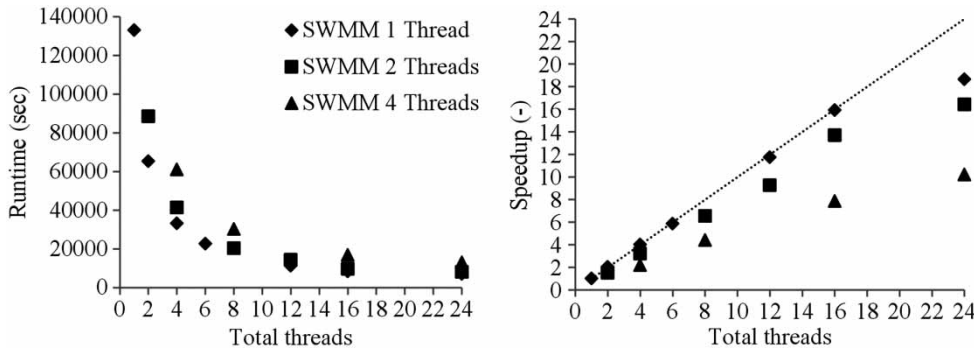 140000
120000
100000
80000
60000
40000
20000
0
Runtime (sec)
SWMM 1 Thread
SWMM 2 Threads
SWMM 4 Threads
0 2 4 6 8 10 12 14 16 18 20 22 24
Total threads
24
22
20
18
16
14
12
10
8
6
4
2
0
Speedup (-)
0 2 4 6 8 10 12 14 16 18 20 22 24
Total threads